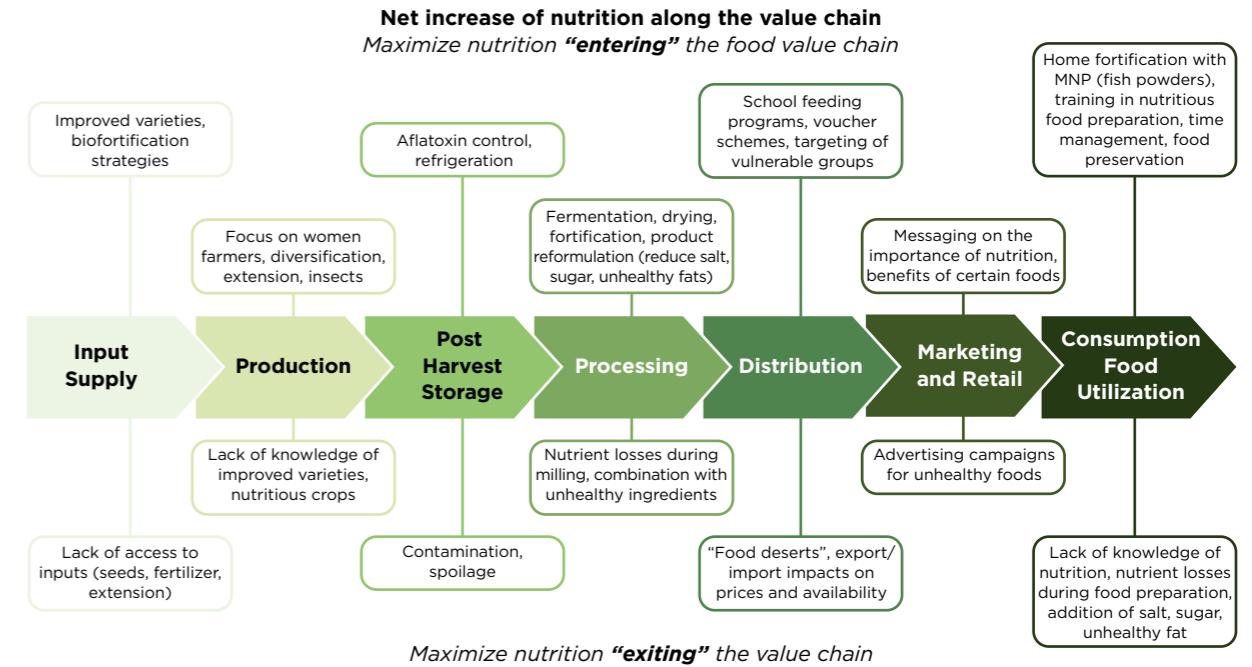 Net increase of nutrition along the value chain
Maximize nutrition “entering” the food value chain
Improved varieties,
biofortification
strategies
Focus on women
farmers, diversification,
extension, insects
Aflatoxin control,
refrigeration
Fermentation, drying,
fortification, product
reformulation (reduce salt,
sugar, unhealthy fats)
School feeding
programs, voucher
schemes, targeting of
vulnerable groups
Messaging on the
importance of nutrition,
benefits of certain foods
Home fortification with
MNP (fish powders),
training in nutritious
food preparation, time
management, food
preservation
Input
Supply
Production
Post
Harvest
Storage
Processing
Distribution
Marketing
and Retail
Consumption
Food
Utilization
Lack of access to
inputs (seeds, fertilizer,
extension)
Lack of knowledge of
improved varieties,
nutritious crops
Contamination,
spoilage
Nutrient losses during
milling, combination with
unhealthy ingredients
“Food deserts”, export/
import impacts on
prices and availability
Advertising campaigns
for unhealthy foods
Lack of knowledge of
nutrition, nutrient losses
during food preparation,
addition of salt, sugar,
unhealthy fat
Maximize nutrition “exiting” the value chain